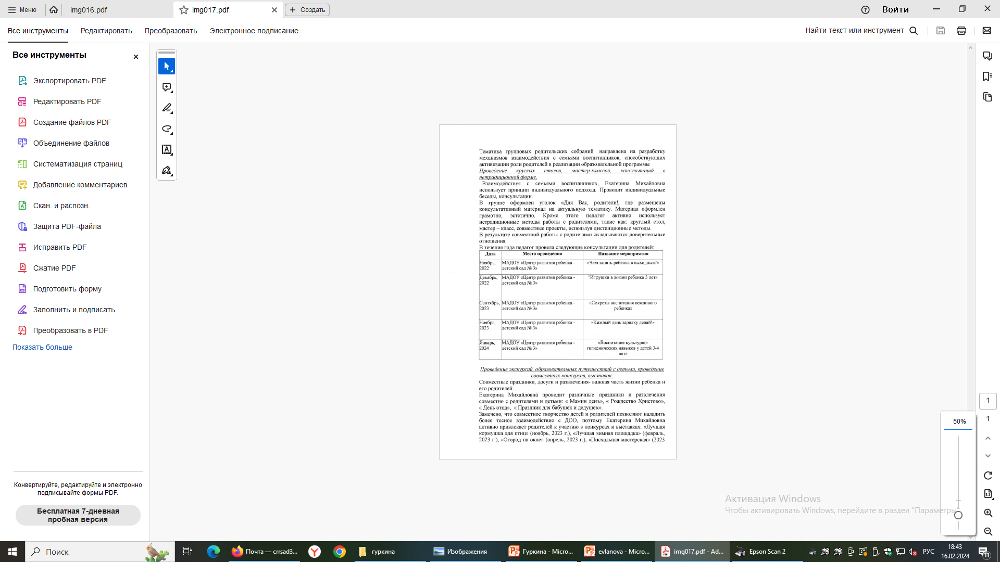 Меню
img016.pdf
img017.pdf
Создать
Войти
Все инструменты
Редактировать
Преобразовать
Электронное подписание
Найти текст или инструмент
Все инструменты
Экспортировать PDF
Редактировать PDF
Создание файлов PDF
Объединение файлов
Систематизация страниц
Добавление комментариев
Скан. и распозн.
Защита PDF-файла
Исправить PDF
Сжатие PDF
Подготовить форму
Заполнить и подписать
Преобразовать в PDF
Показать больше
Конвертируйте, редактируйте и электронно
подписывайте формы PDF.
Бесплатная 7-дневная
пробная версия
Тематика групповых родительских собраний направлена на разработку
механизмов взаимодействия с семьями воспитанников, способствующих
активизации роли родителей в реализации образовательной программы
Проведение круглых столов, мастер-классов, консультаций в
нетрадиционной форме.
Взаимодействуя с семьями воспитанников, Екатерина Михайловна
использует принцип индивидуального подхода. Проводит индивидуальные
беседы, консультации.
В группе оформлен уголок «Для Вас, родители!, где размещены
консультативный материал на актуальную тематику. Материал оформлен
грамотно, эстетично. Кроме этого педагог активно использует
нетрадиционные методы работы с родителями, такие как: круглый стол,
мастер – класс, совместные проекты, используя дистанционные методы.
В результате совместной работы с родителями складываются доверительные
отношения.
В течение года педагог провела следующие консультации для родителей:
Дата Место проведения Название мероприятия
Ноябрь, МАДОУ «Центр развития ребенка - «Чем занять ребенка в выходные?»
2022 детский сад № 3»
Декабрь, МАДОУ «Центр развития ребенка - "Игрушки в жизни ребенка 3 лет»
2022 детский сад № 3»
Сентябрь, МАДОУ «Центр развития ребенка - «Секреты воспитания вежливого
2023 детский сад № 3» ребенка»
Ноябрь, МАДОУ «Центр развития ребенка - «Каждый день зарядку делай!»
2023 детский сад № 3»
Январь, МАДОУ «Центр развития ребенка - «Воспитание культурно-
2024 детский сад № 3» гигиенических навыков у детей 3-4
лет»
Проведение экскурсий, образовательных путешествий с детьми, проведение
совместных конкурсов, выставок.
Совместные праздники, досуги и развлечения- важная часть жизни ребенка и
его родителей.
Екатерина Михайловна проводит различные праздники и развлечения
совместно с родителями и детьми: « Мамин день», « Рождество Христово»,
« День отца», « Праздник для бабушек и дедушек».
Замечено, что совместное творчество детей и родителей позволяют наладить
более тесное взаимодействие с ДОО, поэтому Екатерина Михайловна
активно привлекает родителей к участию в конкурсах и выставках: «Лучшая
кормушка для птиц» (ноябрь, 2023 г.), «Лучшая зимняя площадка» (февраль,
2023 г.), «Огород на окне» (апрель, 2023 г.), «Пасхальная мастерская» (2023
1
1
50%
Активация Windows
Чтобы активировать Windows, перейдите в раздел "Параметры
Поиск
Почта — crrsad3...
гуркина
Изображения
Гуркина - Micro...
evlanova - Micro...
img017.pdf - Ad...
Epson Scan 2
РУС
18:43
16.02.2024
11